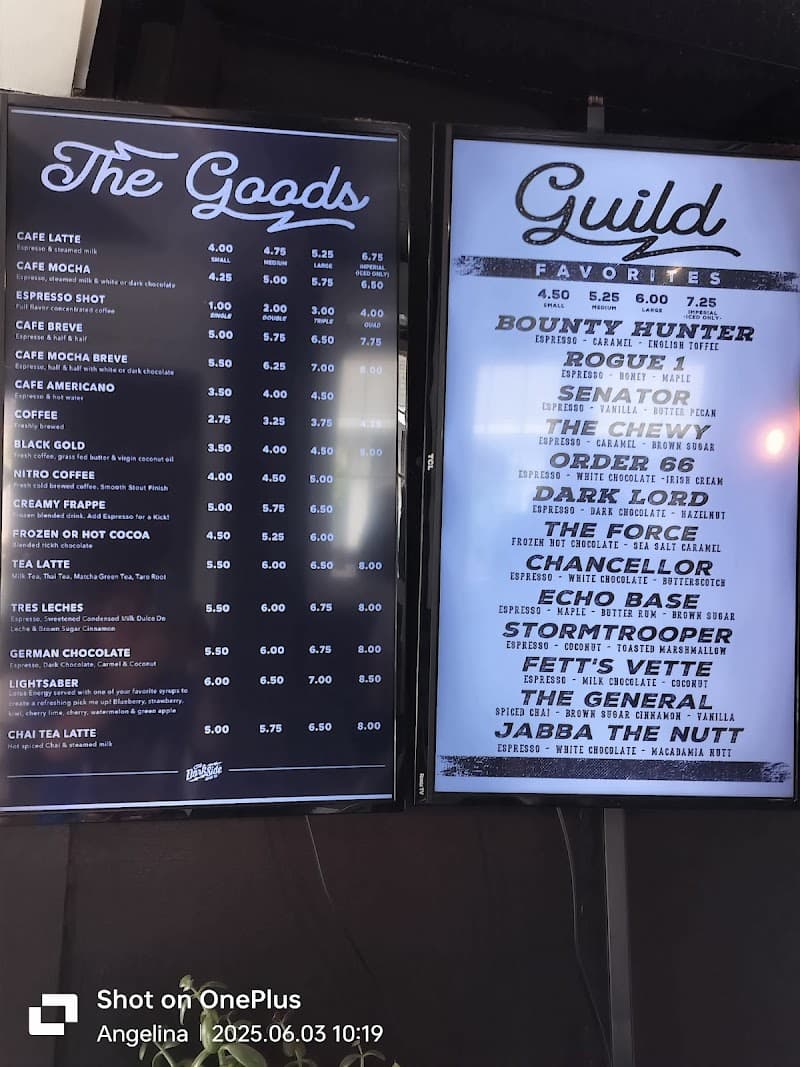 The Goods
CAFE LATTE 4.00 4.75 5.25 6.75
Espresso & steamed milk SMALL MEDIUM LARGE IMPERIAL (ICED ONLY)
CAFE MOCHA 4.25 5.00 5.75 6.50
Espresso, steamed milk & white or dark chocolate
ESPRESSO SHOT 1.00 2.00 3.00 4.00
Full flavor concentrated coffee SINGLE DOUBLE TRIPLE QUAD
CAFE BREVE 5.00 5.75 6.50 7.75
Espresso & half & half
CAFE MOCHA BREVE 5.50 6.25 7.00 8.00
Espresso, half & half with white or dark chocolate
CAFE AMERICANO 3.50 4.00 4.50
Espresso & hot water
COFFEE 2.75 3.25 3.75
Freshly brewed
BLACK GOLD 3.50 4.00 4.50 5.00
Fresh coffee, grass fed butter & virgin coconut oil
NITRO COFFEE 4.00 4.50 5.00
Fresh cold brewed coffee, Smooth Stout Finish
CREAMY FRAPPE 5.00 5.75 6.50
Frozen blended drink. Add Espresso for a Kick!
FROZEN OR HOT COCOA 4.50 5.25 6.00
Blended rickh chocolate
TEA LATTE 5.50 6.00 6.50 8.00
Milk Tea, Thai Tea, Matcha Green Tea, Taro Root
TRES LECHES 5.50 6.00 6.75 8.00
Espresso, Sweetened Condensed Milk Dulce De
Leche & Brown Sugar Cinnamon
GERMAN CHOCOLATE 5.50 6.00 6.75 8.00
Espresso, Dark Chocolate, Carmel & Coconut
LIGHTSABER 6.00 6.50 7.00 8.50
Lotus Energy served with one of your favorite syrups to
create a refreshing pick me up! Blueberry, strawberry,
kiwi, cherry lime, cherry, watermelon & green apple
CHAI TEA LATTE 5.00 5.75 6.50 8.00
Hot spiced Chai & steamed milk
DarkSide
Guild
FAVORITES
4.50 5.25 6.00 7.25
SMALL MEDIUM LARGE IMPERIAL
-ICED ONLY-
BOUNTY HUNTER
ESPRESSO - CARAMEL - ENGLISH TOFFEE
ROGUE 1
ESPRESSO - HONEY - MAPLE
SENATOR
ESPRESSO - VANILLA - BUTTER PECAN
THE CHEWY
ESPRESSO - CARAMEL - BROWN SUGAR
ORDER 66
ESPRESSO - WHITE CHOCOLATE -IRISH CREAM
DARK LORD
ESPRESSO - DARK CHOCOLATE - HAZELNUT
THE FORCE
FROZEN HOT CHOCOLATE - SEA SALT CARAMEL
CHANCELLOR
ESPRESSO - WHITE CHOCOLATE - BUTTERSCOTCH
ECHO BASE
ESPRESSO - MAPLE - BUTTER RUM - BROWN SUGAR
STORMTROOPER
ESPRESSO - COCONUT - TOASTED MARSHMALLOW
FETT'S VETTE
ESPRESSO - MILK CHOCOLATE - COCONUT
THE GENERAL
SPICED CHAI - BROWN SUGAR CINNAMON - VANILLA
JABBA THE NUTT
ESPRESSO - WHITE CHOCOLATE - MACADAMIA NUTT
TCL
Roku TV
Shot on OnePlus
Angelina | 2025.06.03 10:19